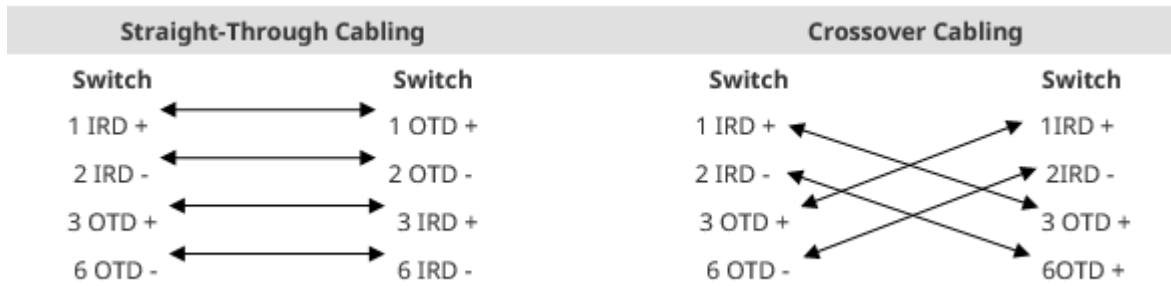 Straight-Through Cabling Crossover Cabling
Switch Switch Switch Switch
1 IRD + 1 OTD + 1 IRD + 1IRD +
2 IRD - 2 OTD - 2 IRD - 2IRD -
3 OTD + 3 IRD + 3 OTD + 3 OTD +
6 OTD - 6 IRD - 6 OTD - 6OTD +